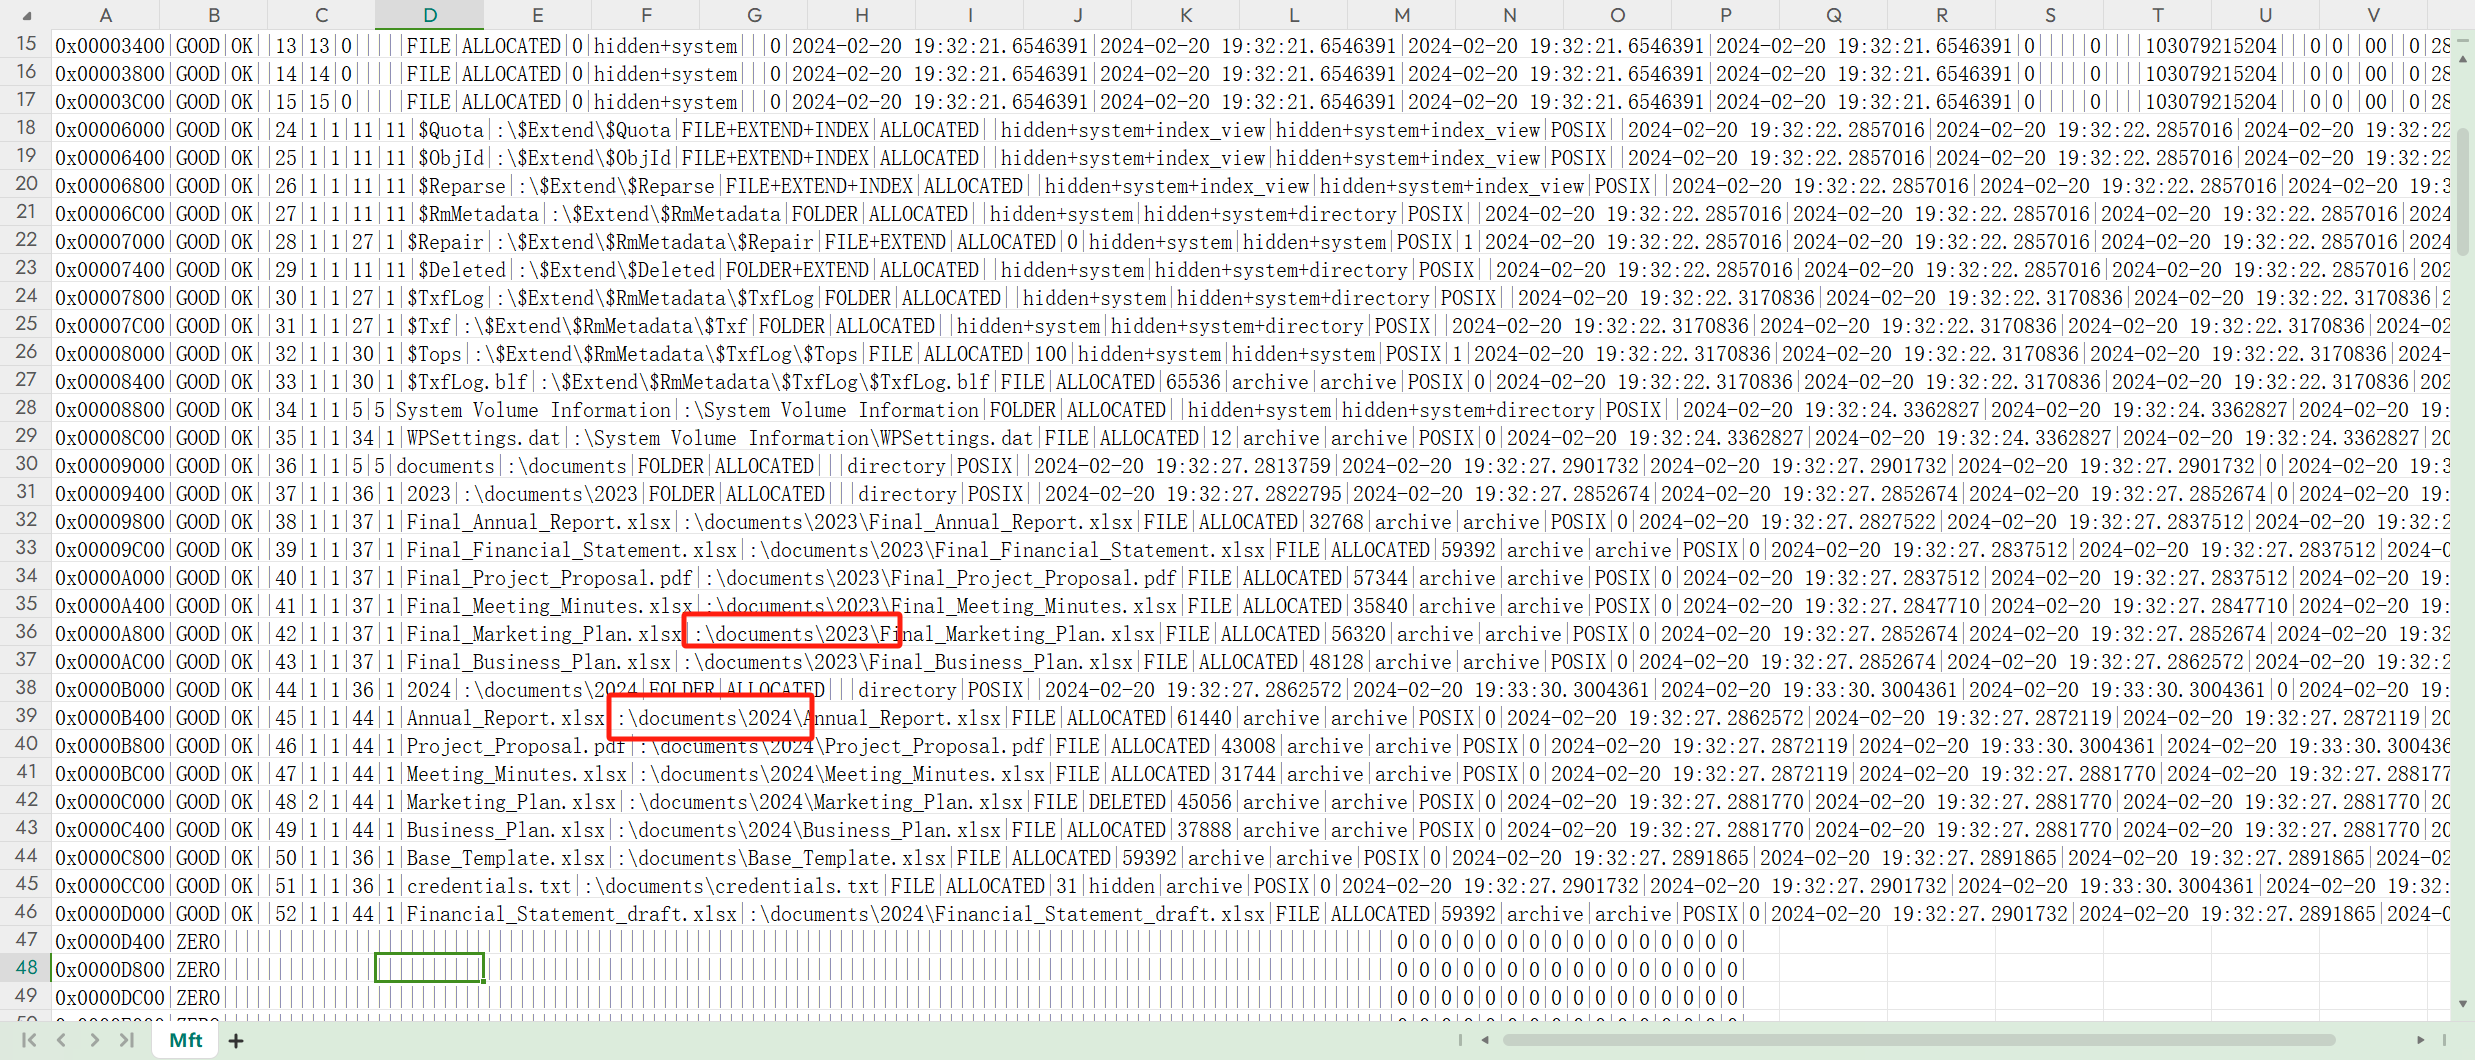 A B C D E F G H I J K L M N O P Q R S T U V
15 0x00003400|GOOD|OK| |13|13|0| | | | |FILE|ALLOCATED|0|hidden+system| | |0|2024-02-20 19:32:21.6546391|2024-02-20 19:32:21.6546391|2024-02-20 19:32:21.6546391|2024-02-20 19:32:21.6546391|0| | | | |0| | | |103079215204| | |0|0| |00| |0|28
16 0x00003800|GOOD|OK| |14|14|0| | | | |FILE|ALLOCATED|0|hidden+system| | |0|2024-02-20 19:32:21.6546391|2024-02-20 19:32:21.6546391|2024-02-20 19:32:21.6546391|2024-02-20 19:32:21.6546391|0| | | | |0| | | |103079215204| | |0|0| |00| |0|28
17 0x00003C00|GOOD|OK| |15|15|0| | | | |FILE|ALLOCATED|0|hidden+system| | |0|2024-02-20 19:32:21.6546391|2024-02-20 19:32:21.6546391|2024-02-20 19:32:21.6546391|2024-02-20 19:32:21.6546391|0| | | | |0| | | |103079215204| | |0|0| |00| |0|28
18 0x00006000|GOOD|OK| |24|1|1|11|11|$Quota|:\$Extend\$Quota|FILE+EXTEND+INDEX|ALLOCATED| |hidden+system+index_view|hidden+system+index_view|POSIX| |2024-02-20 19:32:22.2857016|2024-02-20 19:32:22.2857016|2024-02-20 19:32:22.2857016|2024-02-20 19:32:22
19 0x00006400|GOOD|OK| |25|1|1|11|11|$ObjId|:\$Extend\$ObjId|FILE+EXTEND+INDEX|ALLOCATED| |hidden+system+index_view|hidden+system+index_view|POSIX| |2024-02-20 19:32:22.2857016|2024-02-20 19:32:22.2857016|2024-02-20 19:32:22.2857016|2024-02-20 19:32:22
20 0x00006800|GOOD|OK| |26|1|1|11|11|$Reparse|:\$Extend\$Reparse|FILE+EXTEND+INDEX|ALLOCATED| |hidden+system+index_view|hidden+system+index_view|POSIX| |2024-02-20 19:32:22.2857016|2024-02-20 19:32:22.2857016|2024-02-20 19:32:22.2857016|2024-02-20 19:3
21 0x00006C00|GOOD|OK| |27|1|1|11|11|$RmMetadata|:\$Extend\$RmMetadata|FOLDER|ALLOCATED| |hidden+system|hidden+system+directory|POSIX| |2024-02-20 19:32:22.2857016|2024-02-20 19:32:22.2857016|2024-02-20 19:32:22.2857016|2024
22 0x00007000|GOOD|OK| |28|1|1|27|1|$Repair|:\$Extend\$RmMetadata\$Repair|FILE+EXTEND|ALLOCATED|0|hidden+system|hidden+system|POSIX|1|2024-02-20 19:32:22.2857016|2024-02-20 19:32:22.2857016|2024-02-20 19:32:22.2857016|2024
23 0x00007400|GOOD|OK| |29|1|1|11|11|$Deleted|:\$Extend\$Deleted|FOLDER+EXTEND|ALLOCATED| |hidden+system|hidden+system+directory|POSIX| |2024-02-20 19:32:22.2857016|2024-02-20 19:32:22.2857016|2024-02-20 19:32:22.2857016|202
24 0x00007800|GOOD|OK| |30|1|1|27|1|$TxfLog|:\$Extend\$RmMetadata\$TxfLog|FOLDER|ALLOCATED| |hidden+system|hidden+system+directory|POSIX| |2024-02-20 19:32:22.3170836|2024-02-20 19:32:22.3170836|2024-02-20 19:32:22.3170836|20
25 0x00007C00|GOOD|OK| |31|1|1|27|1|$Txf|:\$Extend\$RmMetadata\$Txf|FOLDER|ALLOCATED| |hidden+system|hidden+system+directory|POSIX| |2024-02-20 19:32:22.3170836|2024-02-20 19:32:22.3170836|2024-02-20 19:32:22.3170836|2024-02
26 0x00008000|GOOD|OK| |32|1|1|30|1|$Tops|:\$Extend\$RmMetadata\$TxfLog\$Tops|FILE|ALLOCATED|100|hidden+system|hidden+system|POSIX|1|2024-02-20 19:32:22.3170836|2024-02-20 19:32:22.3170836|2024-02-20 19:32:22.3170836|2024-
27 0x00008400|GOOD|OK| |33|1|1|30|1|$TxfLog.blf|:\$Extend\$RmMetadata\$TxfLog\$TxfLog.blf|FILE|ALLOCATED|65536|archive|archive|POSIX|0|2024-02-20 19:32:22.3170836|2024-02-20 19:32:22.3170836|2024-02-20 19:32:22.3170836|202
28 0x00008800|GOOD|OK| |34|1|1|5|5|System Volume Information|:\System Volume Information|FOLDER|ALLOCATED| |hidden+system|hidden+system+directory|POSIX| |2024-02-20 19:32:24.3362827|2024-02-20 19:32:24.3362827|2024-02-20 19:32:2
29 0x00008C00|GOOD|OK| |35|1|1|34|1|WPSettings.dat|:\System Volume Information\WPSettings.dat|FILE|ALLOCATED|12|archive|archive|POSIX|0|2024-02-20 19:32:24.3362827|2024-02-20 19:32:24.3362827|2024-02-20 19:32:24.3362827|20
30 0x00009000|GOOD|OK| |36|1|1|5|5|documents|:\documents|FOLDER|ALLOCATED| | |directory|POSIX| |2024-02-20 19:32:27.2813759|2024-02-20 19:32:27.2901732|2024-02-20 19:32:27.2901732|2024-02-20 19:32:27.2901732|0|2024-02-20 19:3
31 0x00009400|GOOD|OK| |37|1|1|36|1|2023|:\documents\2023|FOLDER|ALLOCATED| | |directory|POSIX| |2024-02-20 19:32:27.2822795|2024-02-20 19:32:27.2852674|2024-02-20 19:32:27.2852674|2024-02-20 19:32:27.2852674|0|2024-02-20 19
32 0x00009800|GOOD|OK| |38|1|1|37|1|Final_Annual_Report.xlsx|:\documents\2023\Final_Annual_Report.xlsx|FILE|ALLOCATED|32768|archive|archive|POSIX|0|2024-02-20 19:32:27.2827522|2024-02-20 19:32:27.2837512|2024-02-20 19:32:2
33 0x00009C00|GOOD|OK| |39|1|1|37|1|Final_Financial_Statement.xlsx|:\documents\2023\Final_Financial_Statement.xlsx|FILE|ALLOCATED|59392|archive|archive|POSIX|0|2024-02-20 19:32:27.2837512|2024-02-20 19:32:27.2837512|2024-0
34 0x0000A000|GOOD|OK| |40|1|1|37|1|Final_Project_Proposal.pdf|:\documents\2023\Final_Project_Proposal.pdf|FILE|ALLOCATED|57344|archive|archive|POSIX|0|2024-02-20 19:32:27.2837512|2024-02-20 19:32:27.2837512|2024-02-20 19
35 0x0000A400|GOOD|OK| |41|1|1|37|1|Final_Meeting_Minutes.xlsx|:\documents\2023\Final_Meeting_Minutes.xlsx|FILE|ALLOCATED|35840|archive|archive|POSIX|0|2024-02-20 19:32:27.2847710|2024-02-20 19:32:27.2847710|2024-02-20 19
36 0x0000A800|GOOD|OK| |42|1|1|37|1|Final_Marketing_Plan.xlsx|:\documents\2023\Final_Marketing_Plan.xlsx|FILE|ALLOCATED|56320|archive|archive|POSIX|0|2024-02-20 19:32:27.2852674|2024-02-20 19:32:27.2852674|2024-02-20 19:3
37 0x0000AC00|GOOD|OK| |43|1|1|37|1|Final_Business_Plan.xlsx|:\documents\2023\Final_Business_Plan.xlsx|FILE|ALLOCATED|48128|archive|archive|POSIX|0|2024-02-20 19:32:27.2852674|2024-02-20 19:32:27.2862572|2024-02-20 19:32:2
38 0x0000B000|GOOD|OK| |44|1|1|36|1|2024|:\documents\2024|FOLDER|ALLOCATED| | |directory|POSIX| |2024-02-20 19:32:27.2862572|2024-02-20 19:33:30.3004361|2024-02-20 19:33:30.3004361|2024-02-20 19:33:30.3004361|0|2024-02-20 19
39 0x0000B400|GOOD|OK| |45|1|1|44|1|Annual_Report.xlsx|:\documents\2024\Annual_Report.xlsx|FILE|ALLOCATED|61440|archive|archive|POSIX|0|2024-02-20 19:32:27.2862572|2024-02-20 19:32:27.2872119|2024-02-20 19:32:27.2872119|20
40 0x0000B800|GOOD|OK| |46|1|1|44|1|Project_Proposal.pdf|:\documents\2024\Project_Proposal.pdf|FILE|ALLOCATED|43008|archive|archive|POSIX|0|2024-02-20 19:32:27.2872119|2024-02-20 19:33:30.3004361|2024-02-20 19:33:30.300436
41 0x0000BC00|GOOD|OK| |47|1|1|44|1|Meeting_Minutes.xlsx|:\documents\2024\Meeting_Minutes.xlsx|FILE|ALLOCATED|31744|archive|archive|POSIX|0|2024-02-20 19:32:27.2872119|2024-02-20 19:32:27.2881770|2024-02-20 19:32:27.288177
42 0x0000C000|GOOD|OK| |48|2|1|44|1|Marketing_Plan.xlsx|:\documents\2024\Marketing_Plan.xlsx|FILE|DELETED|45056|archive|archive|POSIX|0|2024-02-20 19:32:27.2881770|2024-02-20 19:32:27.2881770|2024-02-20 19:32:27.2881770|20
43 0x0000C400|GOOD|OK| |49|1|1|44|1|Business_Plan.xlsx|:\documents\2024\Business_Plan.xlsx|FILE|ALLOCATED|37888|archive|archive|POSIX|0|2024-02-20 19:32:27.2881770|2024-02-20 19:32:27.2881770|2024-02-20 19:32:27.2881770|20
44 0x0000C800|GOOD|OK| |50|1|1|36|1|Base_Template.xlsx|:\documents\Base_Template.xlsx|FILE|ALLOCATED|59392|archive|archive|POSIX|0|2024-02-20 19:32:27.2891865|2024-02-20 19:32:27.2891865|2024-02-20 19:32:27.2891865|2024-02
45 0x0000CC00|GOOD|OK| |51|1|1|36|1|credentials.txt|:\documents\credentials.txt|FILE|ALLOCATED|31|hidden|archive|POSIX|0|2024-02-20 19:32:27.2901732|2024-02-20 19:32:27.2901732|2024-02-20 19:33:30.3004361|2024-02-20 19:32:
46 0x0000D000|GOOD|OK| |52|1|1|44|1|Financial_Statement_draft.xlsx|:\documents\2024\Financial_Statement_draft.xlsx|FILE|ALLOCATED|59392|archive|archive|POSIX|0|2024-02-20 19:32:27.2901732|2024-02-20 19:32:27.2891865|2024-0
47 0x0000D400|ZERO| 0|0|0|0|0|0|0|0|0|0|0|0|0|0|0|0|
48 0x0000D800|ZERO| 0|0|0|0|0|0|0|0|0|0|0|0|0|0|0|0|
49 0x0000DC00|ZERO| 0|0|0|0|0|0|0|0|0|0|0|0|0|0|0|0|
Mft